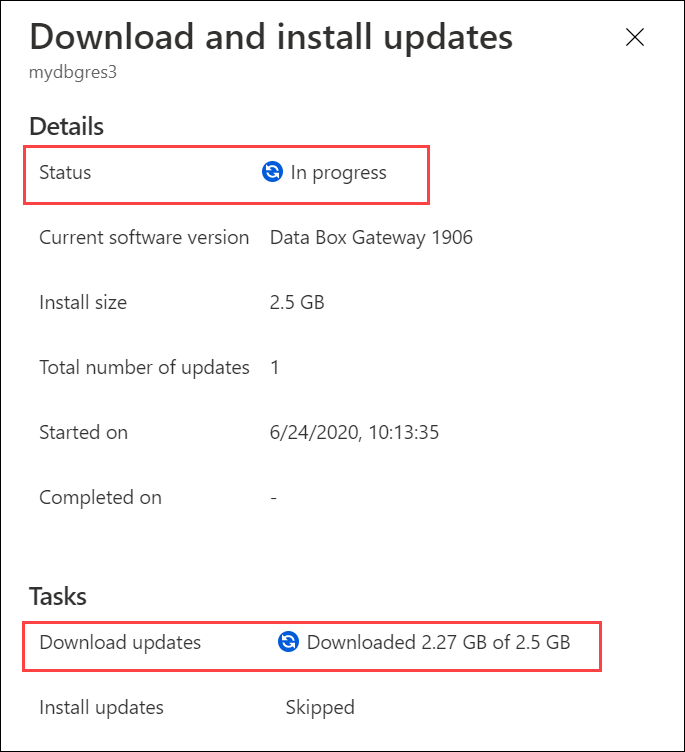 Download and install updates
mydbgres3
Details
Status In progress
Current software version Data Box Gateway 1906
Install size 2.5 GB
Total number of updates 1
Started on 6/24/2020, 10:13:35
Completed on -
Tasks
Download updates Downloaded 2.27 GB of 2.5 GB
Install updates Skipped